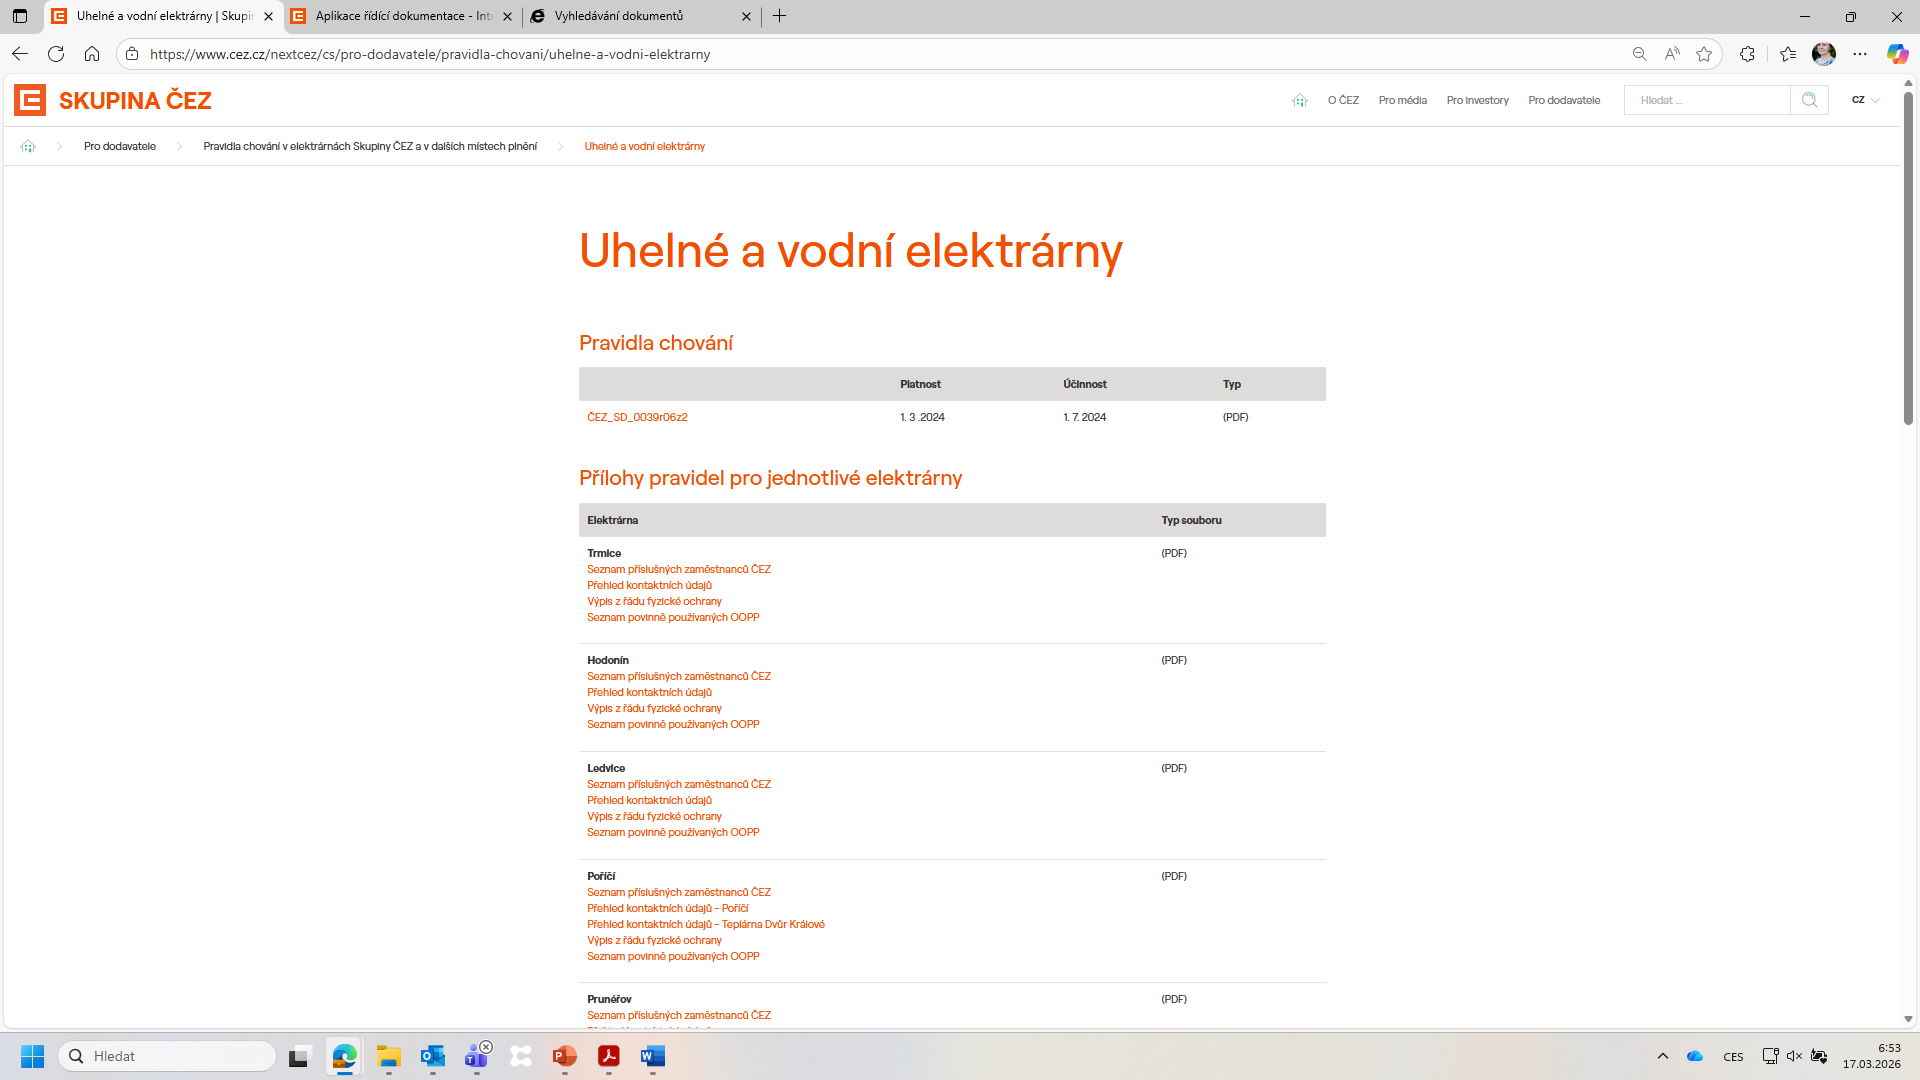 Uhelné a vodní elektrárny | Skupin
Aplikace řídící dokumentace - Intr
Vyhledávání dokumentů
https://www.cez.cz/nextcez/cs/pro-dodavatele/pravidla-chovani/uhelne-a-vodni-elektrarny
SKUPINA ČEZ
O ČEZ
Pro média
Pro investory
Pro dodavatele
Hledat ...
CZ
Pro dodavatele
Pravidla chování v elektrárnách Skupiny ČEZ a v dalších místech plnění
Uhelné a vodní elektrárny
Uhelné a vodní elektrárny
Pravidla chování
Platnost Účinnost Typ
ČEZ_SD_0039r06z2 1. 3 .2024 1. 7. 2024 (PDF)
Přílohy pravidel pro jednotlivé elektrárny
Elektrárna Typ souboru
Trmice (PDF)
Seznam příslušných zaměstnanců ČEZ
Přehled kontaktních údajů
Výpis z řádu fyzické ochrany
Seznam povinně používaných OOPP
Hodonín (PDF)
Seznam příslušných zaměstnanců ČEZ
Přehled kontaktních údajů
Výpis z řádu fyzické ochrany
Seznam povinně používaných OOPP
Ledvice (PDF)
Seznam příslušných zaměstnanců ČEZ
Přehled kontaktních údajů
Výpis z řádu fyzické ochrany
Seznam povinně používaných OOPP
Poříčí (PDF)
Seznam příslušných zaměstnanců ČEZ
Přehled kontaktních údajů - Poříčí
Přehled kontaktních údajů - Teplárna Dvůr Králové
Výpis z řádu fyzické ochrany
Seznam povinně používaných OOPP
Prunéřov (PDF)
Seznam příslušných zaměstnanců ČEZ
Hledat
CES
6:53
17.03.2026